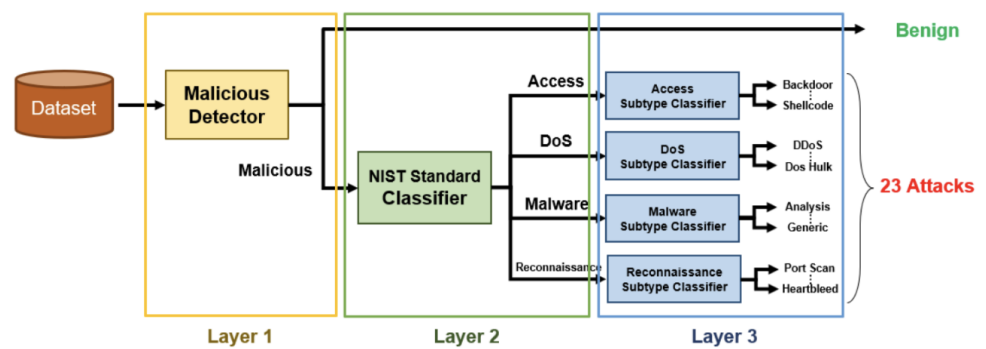 Benign
Dataset
Malicious
Detector
Malicious
NIST Standard
Classifier
Access
DoS
Malware
Reconnaissance
Access
Subtype Classifier
DoS
Subtype Classifier
Malware
Subtype Classifier
Reconnaissance
Subtype Classifier
Backdoor
Shellcode
DDoS
Dos Hulk
Analysis
Generic
Port Scan
Heartbleed
23 Attacks
Layer 1
Layer 2
Layer 3